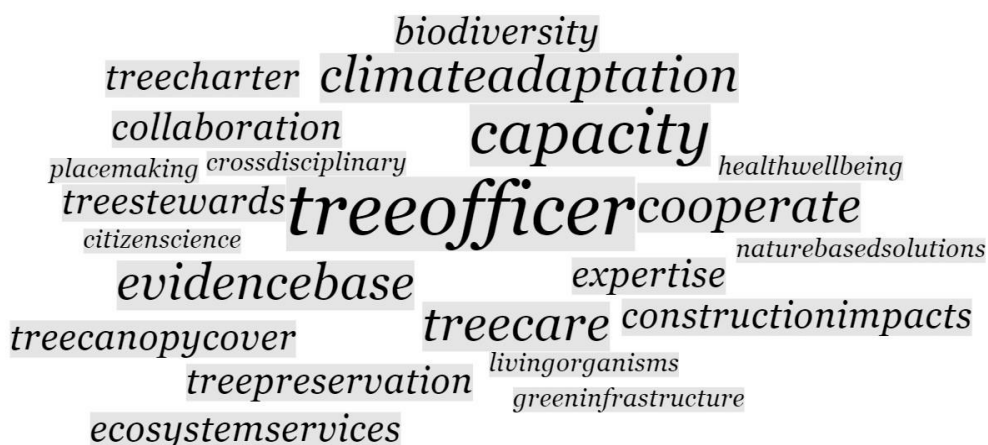 biodiversity
treecharter climateadaptation
collaboration capacity
placemaking crossdisciplinary healthwellbeing
treestewards treeofficer cooperate
citizenscience naturebasedsolutions
evidencebase expertise
treecanopycover treecare constructionimpacts
treepreservation livingorganisms
greeninfrastructure
ecosystemservices